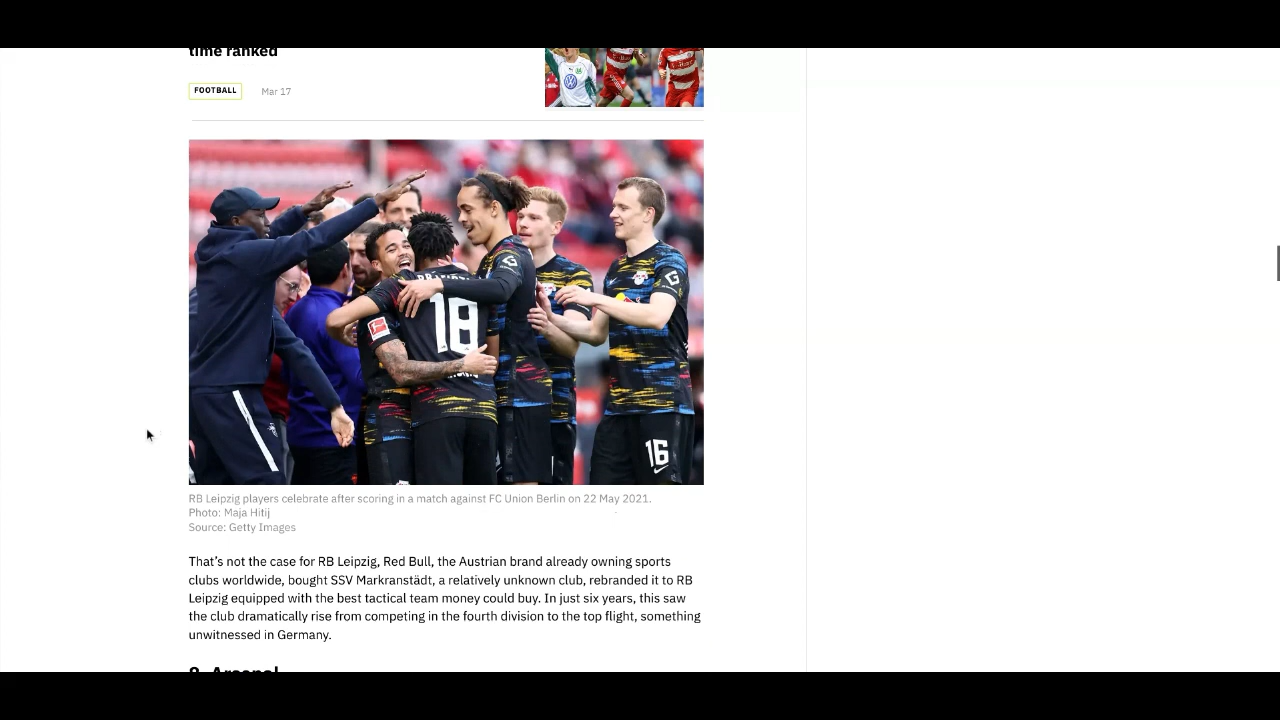 time ranked
FOOTBALL
Mar 17
18
16
RB Leipzig players celebrate after scoring in a match against FC Union Berlin on 22 May 2021.
Photo: Maja Hitij
Source: Getty Images
That's not the case for RB Leipzig, Red Bull, the Austrian brand already owning sports
clubs worldwide, bought SSV Markranstädt, a relatively unknown club, rebranded it to RB
Leipzig equipped with the best tactical team money could buy. In just six years, this saw
the club dramatically rise from competing in the fourth division to the top flight, something
unwitnessed in Germany.
Arsenal